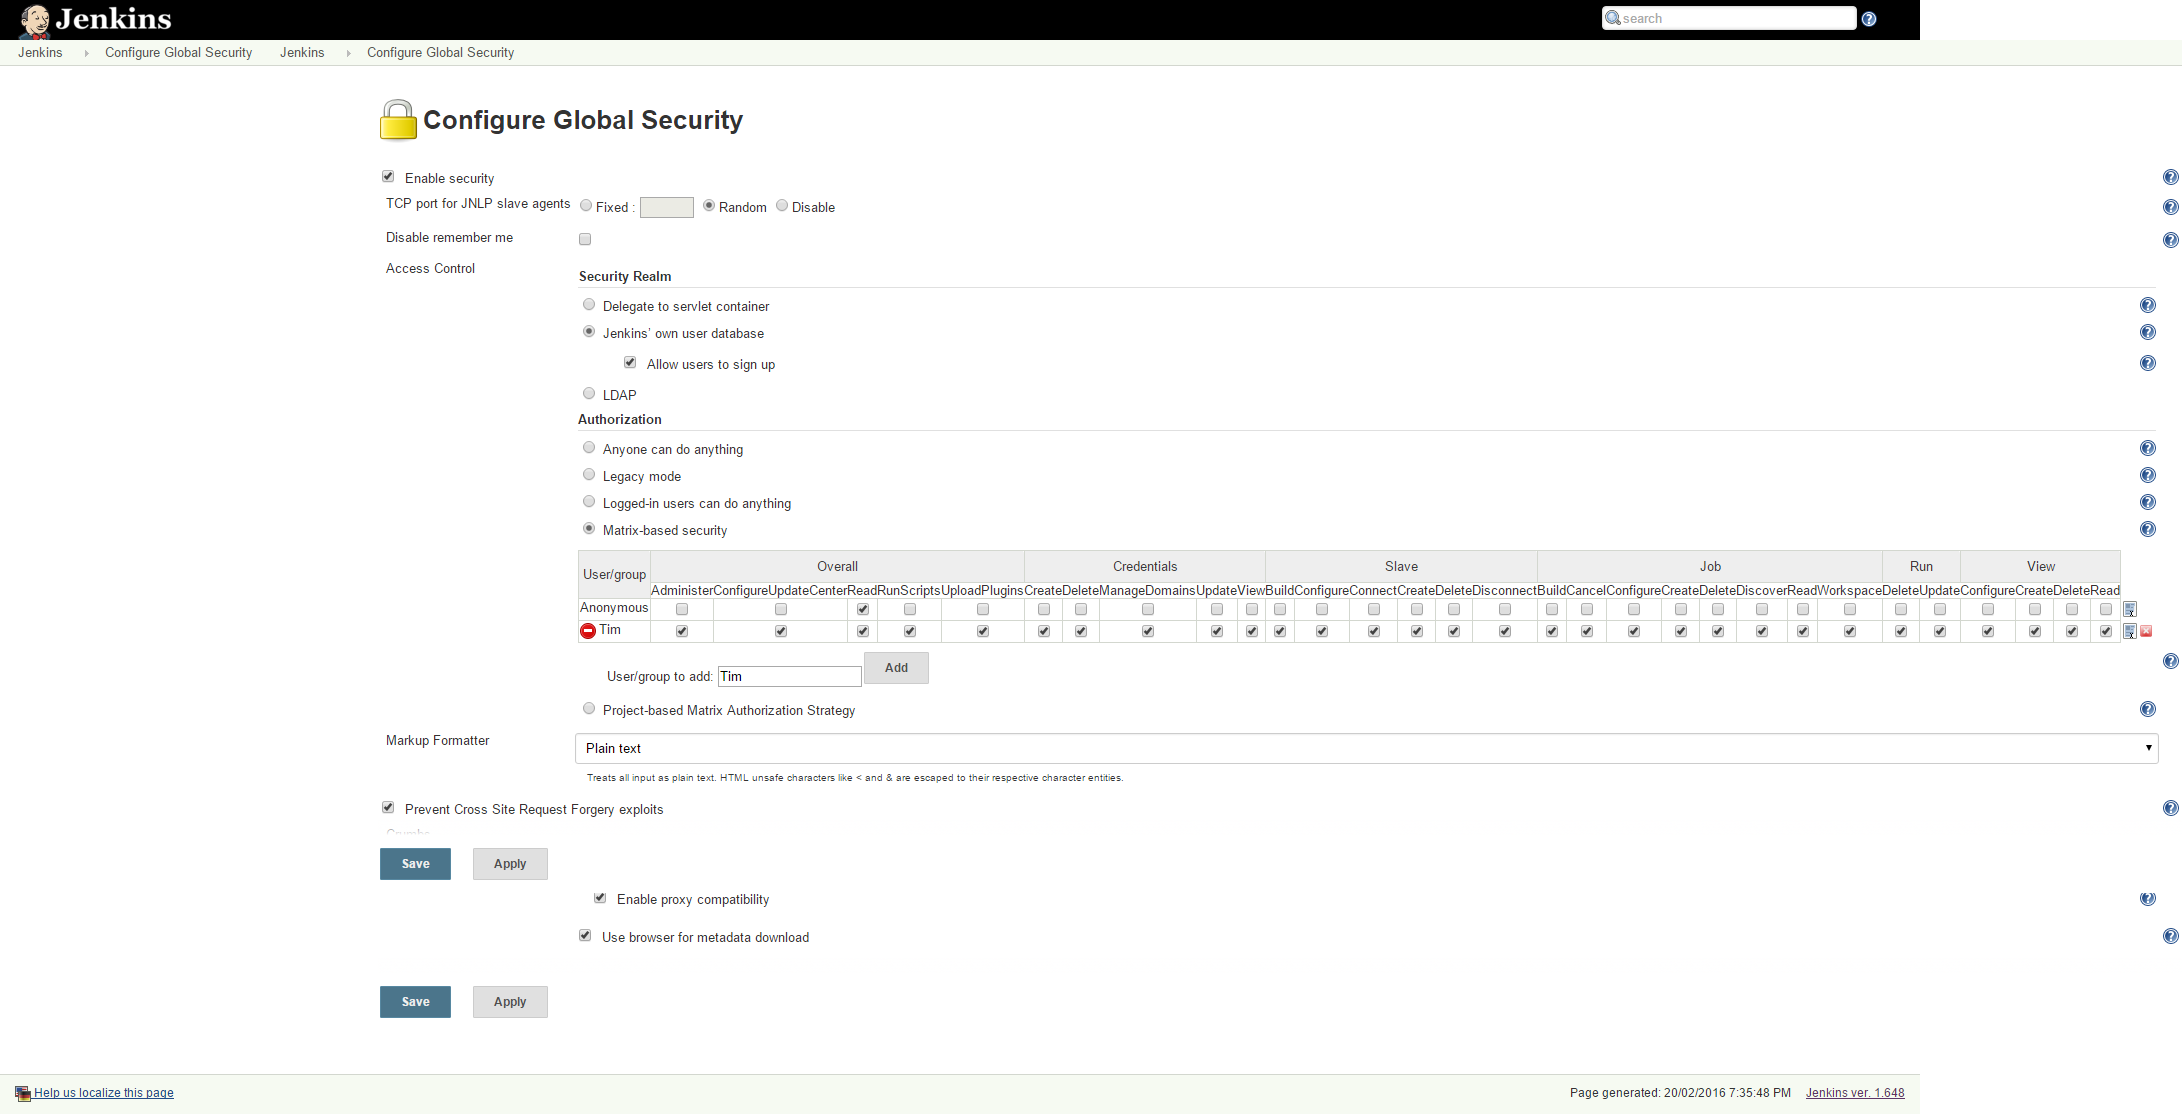 Jenkins
search
Jenkins Configure Global Security Jenkins Configure Global Security
Configure Global Security
Enable security
TCP port for JNLP slave agents Fixed : Random Disable
Disable remember me
Access Control
Security Realm
Delegate to servlet container
Jenkins’ own user database
Allow users to sign up
LDAP
Authorization
Anyone can do anything
Legacy mode
Logged-in users can do anything
Matrix-based security
User/group Overall Credentials Slave Job Run View
Administer ConfigureUpdateCenter Read RunScripts UploadPlugins Create Delete ManageDomains Update View Build Configure Connect Create Delete Disconnect Build Cancel Configure Create Delete Discover Read Workspace Delete Update Configure Create Delete Read
Anonymous
Tim
User/group to add: Tim Add
Project-based Matrix Authorization Strategy
Markup Formatter Plain text
Treats all input as plain text. HTML unsafe characters like < and & are escaped to their respective character entities.
Prevent Cross Site Request Forgery exploits
Crumbs
Save Apply
Enable proxy compatibility
Use browser for metadata download
Save Apply
Help us localize this page Page generated: 20/02/2016 7:35:48 PM Jenkins ver. 1.648